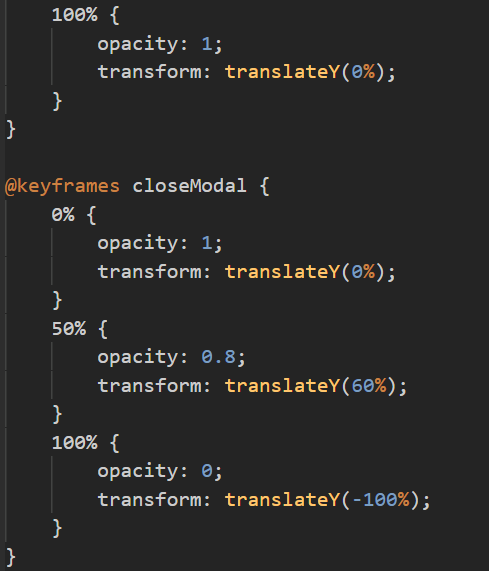 100% {
opacity: 1;
transform: translateY(0%);
}
}
@keyframes closeModal {
0% {
opacity: 1;
transform: translateY(0%);
}
50% {
opacity: 0.8;
transform: translateY(60%);
}
100% {
opacity: 0;
transform: translateY(-100%);
}
}